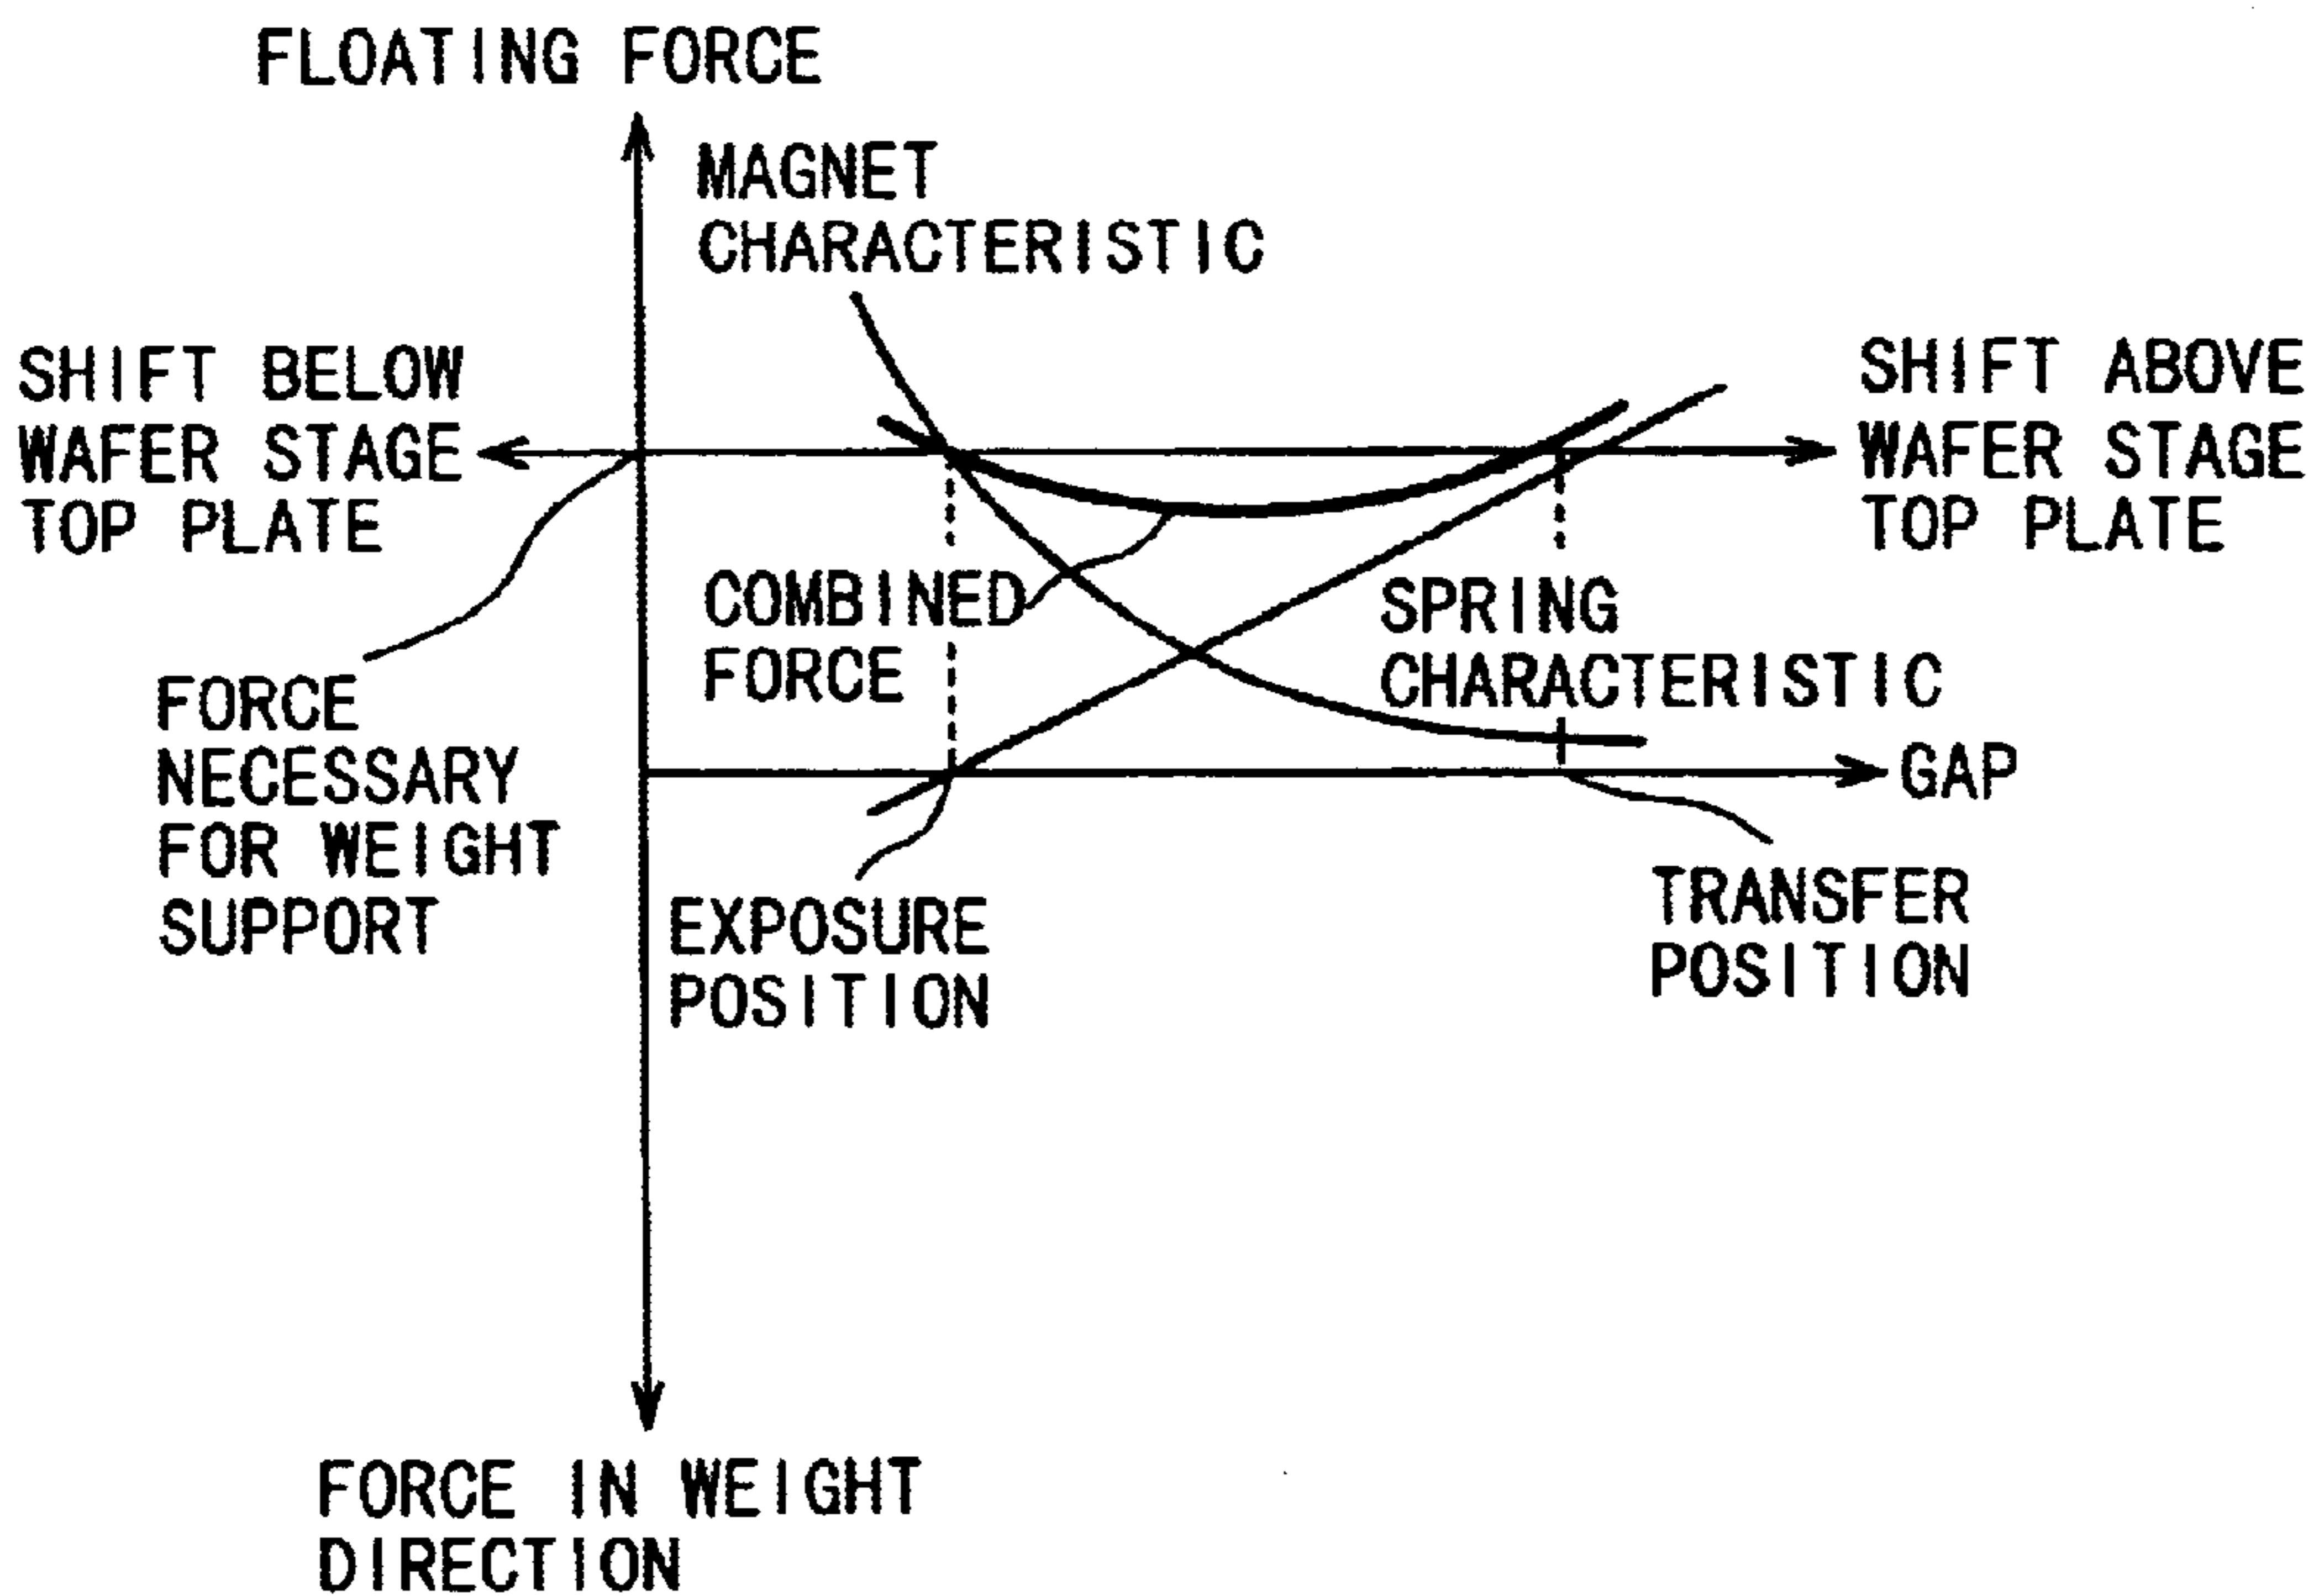 FLOATING FORCE
MAGNET
CHARACTERISTIC
SHIFT BELOW
WAFER STAGE
TOP PLATE
SHIFT ABOVE
WAFER STAGE
TOP PLATE
COMBINED
FORCE
SPRING
CHARACTERISTIC
FORCE
NECESSARY
FOR WEIGHT
SUPPORT
GAP
EXPOSURE
POSITION
TRANSFER
POSITION
FORCE IN WEIGHT
DIRECTION